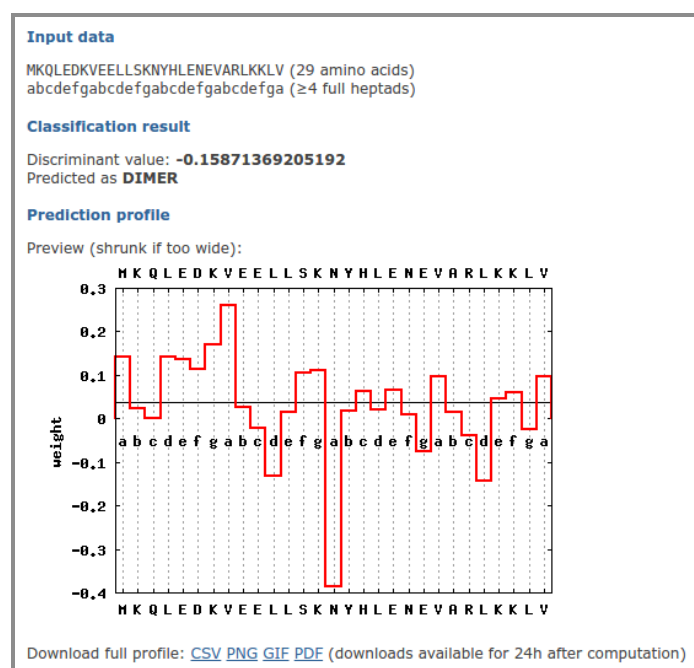 Input data
MKQLEDKVEELLSKNYHLENEVARLKKLV (29 amino acids)
abcdefgabcdefgabcdefgabcdefga (≥4 full heptads)
Classification result
Discriminant value: -0.15871369205192
Predicted as DIMER
Prediction profile
Preview (shrunk if too wide):
M K Q L E D K V E E L L S K N Y H L E N E V A R L K K L V
0.3
0.2
0.1
0
a b c d e f g a b c d e f g a b c d e f g a b c d e f g a
weight
-0.1
-0.2
-0.3
-0.4
M K Q L E D K V E E L L S K N Y H L E N E V A R L K K L V
Download full profile: CSV PNG GIF PDF (downloads available for 24h after computation)